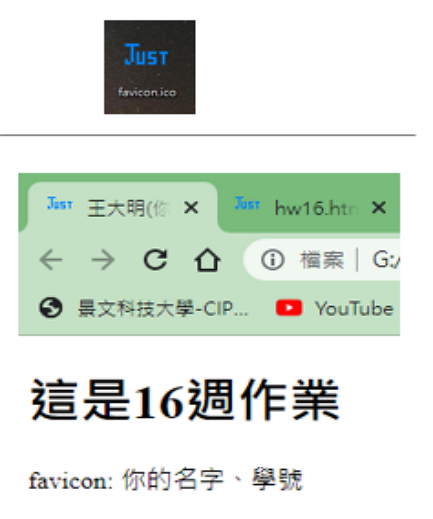 JUST
favicon.ico
JUST 王大明(你
JUST hw16.htm
檔案 | G:/
景文科技大學-CIP...
YouTube
這是16週作業
favicon: 你的名字、學號